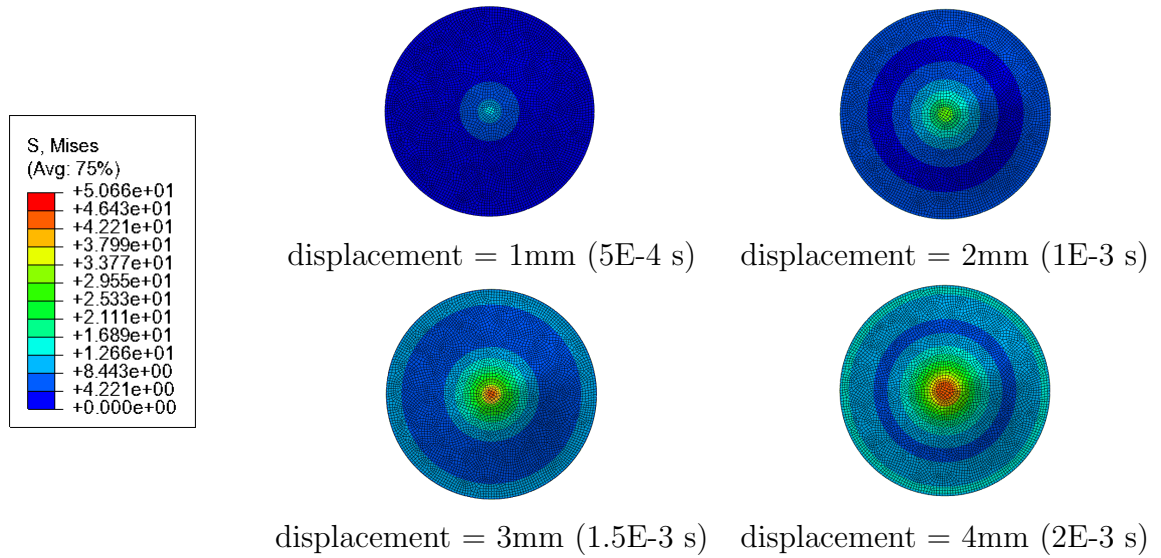 S, Mises
(Avg: 75%)
+5.066e+01
+4.643e+01
+4.221e+01
+3.799e+01
+3.377e+01
+2.955e+01
+2.533e+01
+2.111e+01
+1.689e+01
+1.266e+01
+8.443e+00
+4.221e+00
+0.000e+00
displacement = 1mm (5E-4 s)
displacement = 2mm (1E-3 s)
displacement = 3mm (1.5E-3 s)
displacement = 4mm (2E-3 s)